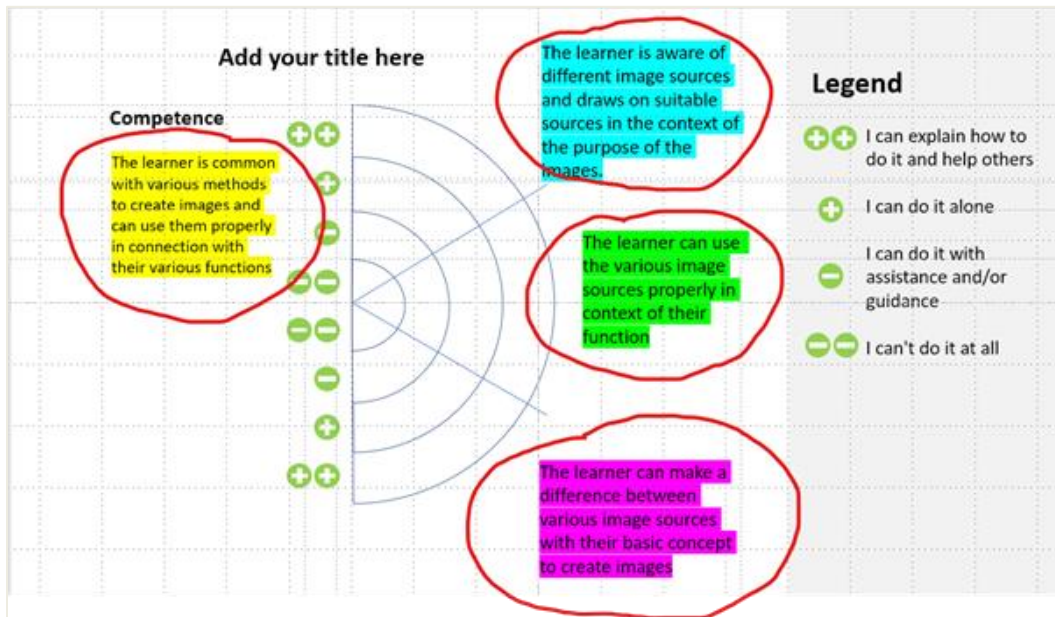 Add your title here
Competence
The learner is common
with various methods
to create images and
can use them properly
in connection with
their various functions
The learner is aware of
different image sources
and draws on suitable
sources in the context of
the purpose of the
images.
The learner can use
the various image
sources properly in
context of their
function
The learner can make a
difference between
various image sources
with their basic concept
to create images
Legend
I can explain how to
do it and help others
I can do it alone
I can do it with
assistance and/or
guidance
I can't do it at all